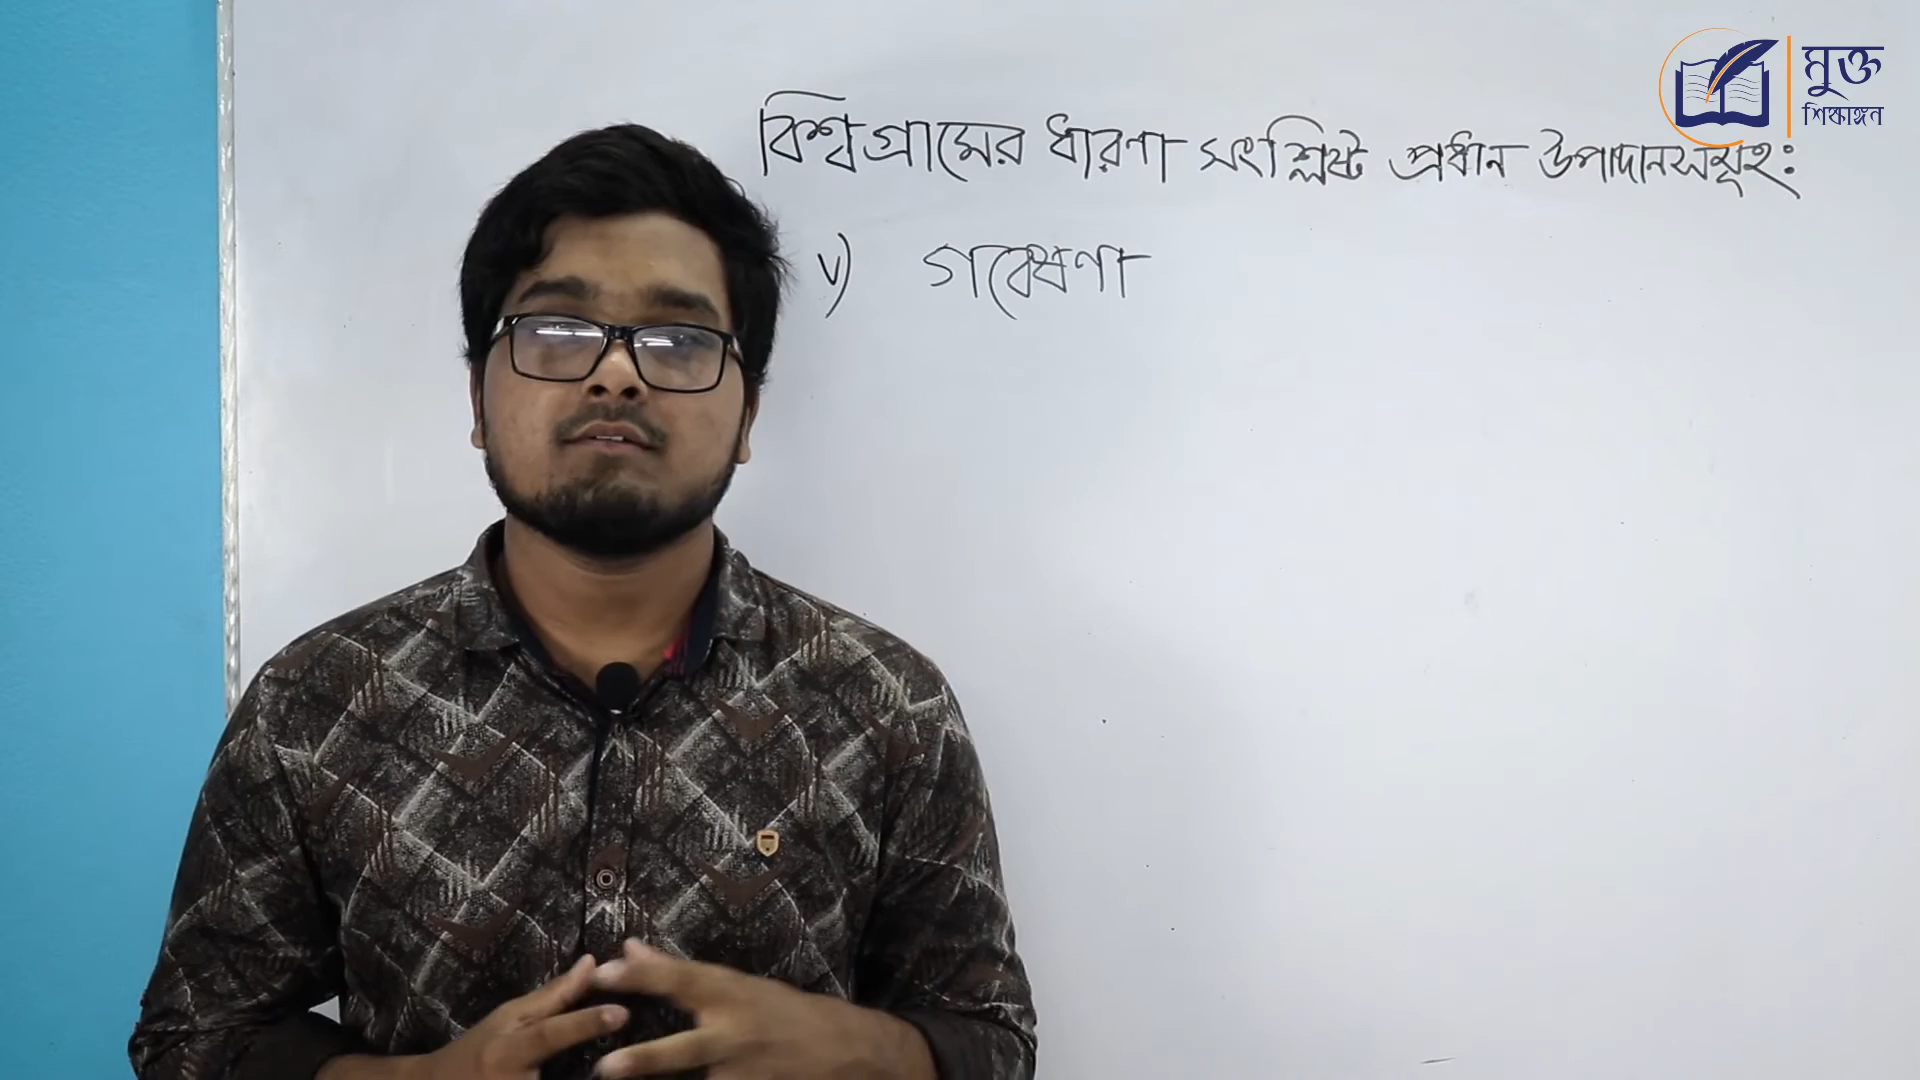 মুক্ত
শিক্ষাঙ্গন
বিশ্বগ্রামের ধারণা সংশ্লিষ্ট প্রধান উপাদানসমূহঃ
v) গবেষণা